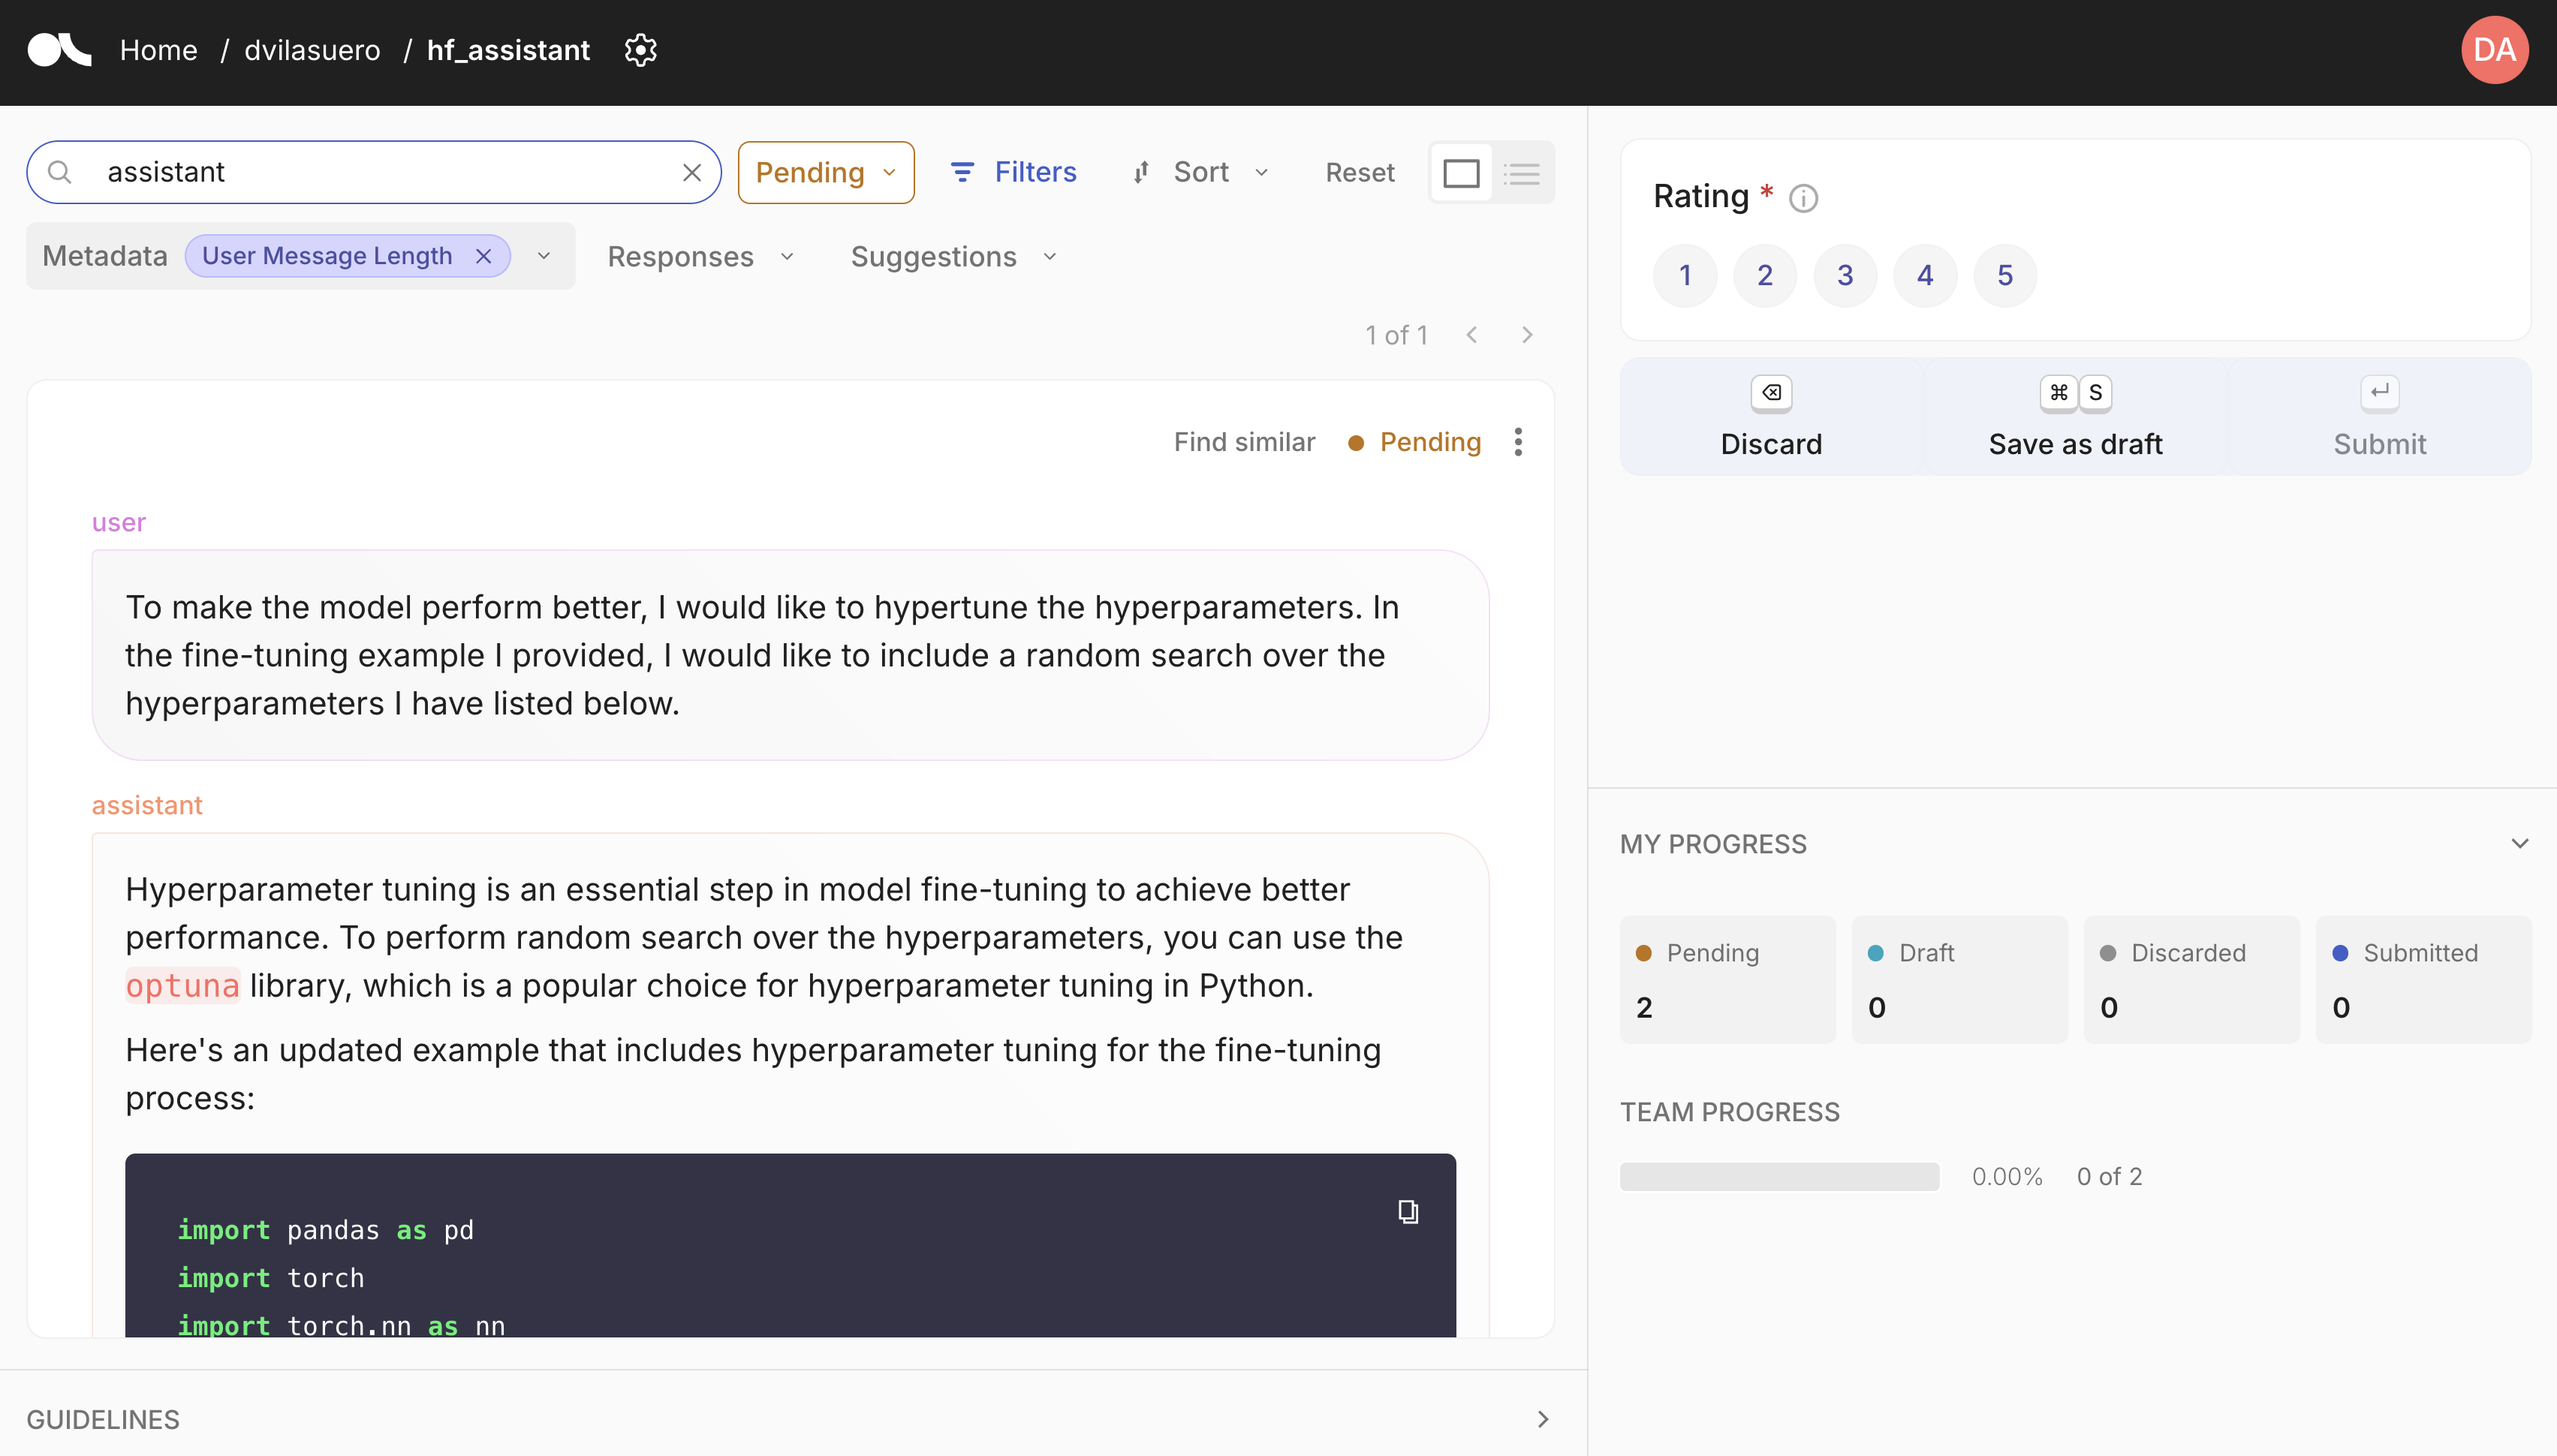 Home / dvilasuero / hf_assistant
DA
assistant
Pending
Filters
Sort
Reset
Metadata
User Message Length
Responses
Suggestions
1 of 1
Find similar
Pending
user
To make the model perform better, I would like to hypertune the hyperparameters. In
the fine-tuning example I provided, I would like to include a random search over the
hyperparameters I have listed below.
assistant
Hyperparameter tuning is an essential step in model fine-tuning to achieve better
performance. To perform random search over the hyperparameters, you can use the
optuna library, which is a popular choice for hyperparameter tuning in Python.
Here's an updated example that includes hyperparameter tuning for the fine-tuning
process:
import pandas as pd
import torch
import torch.nn as nn
GUIDELINES
Rating *
1 2 3 4 5
⌘ S
Discard
Save as draft
Submit
MY PROGRESS
Pending
2
Draft
0
Discarded
0
Submitted
0
TEAM PROGRESS
0.00% 0 of 2